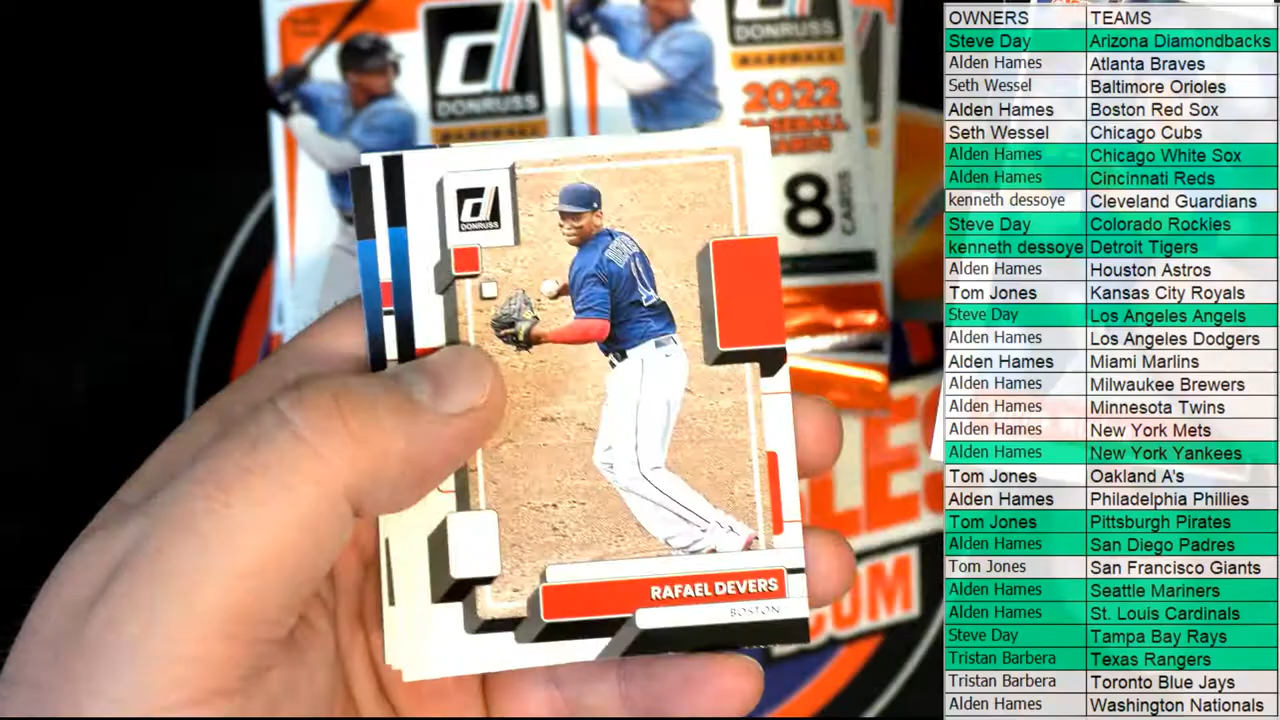 DONRUSS
BASEBALL
DONRUSS
BASEBALL
2022
BASEBALL
CARDS
8
CARDS
DONRUSS
RAFAEL DEVERS
BOSTON
LES
.COM
OWNERS TEAMS
Steve Day Arizona Diamondbacks
Alden Hames Atlanta Braves
Seth Wessel Baltimore Orioles
Alden Hames Boston Red Sox
Seth Wessel Chicago Cubs
Alden Hames Chicago White Sox
Alden Hames Cincinnati Reds
kenneth dessoye Cleveland Guardians
Steve Day Colorado Rockles
kenneth dessoye Detroit Tigers
Alden Hames Houston Astros
Tom Jones Kansas City Royals
Steve Day Los Angeles Angels
Alden Hames Los Angeles Dodgers
Alden Hames Miami Marlins
Alden Hames Milwaukee Brewers
Alden Hames Minnesota Twins
Alden Hames New York Mets
Alden Hames New York Yankees
Tom Jones Oakland A's
Alden Hames Philadelphia Phillies
Tom Jones Pittsburgh Pirates
Alden Hames San Diego Padres
Tom Jones San Francisco Giants
Alden Hames Seattle Mariners
Alden Hames St. Louis Cardinals
Steve Day Tampa Bay Rays
Tristan Barbera Texas Rangers
Tristan Barbera Toronto Blue Jays
Alden Hames Washington Nationals